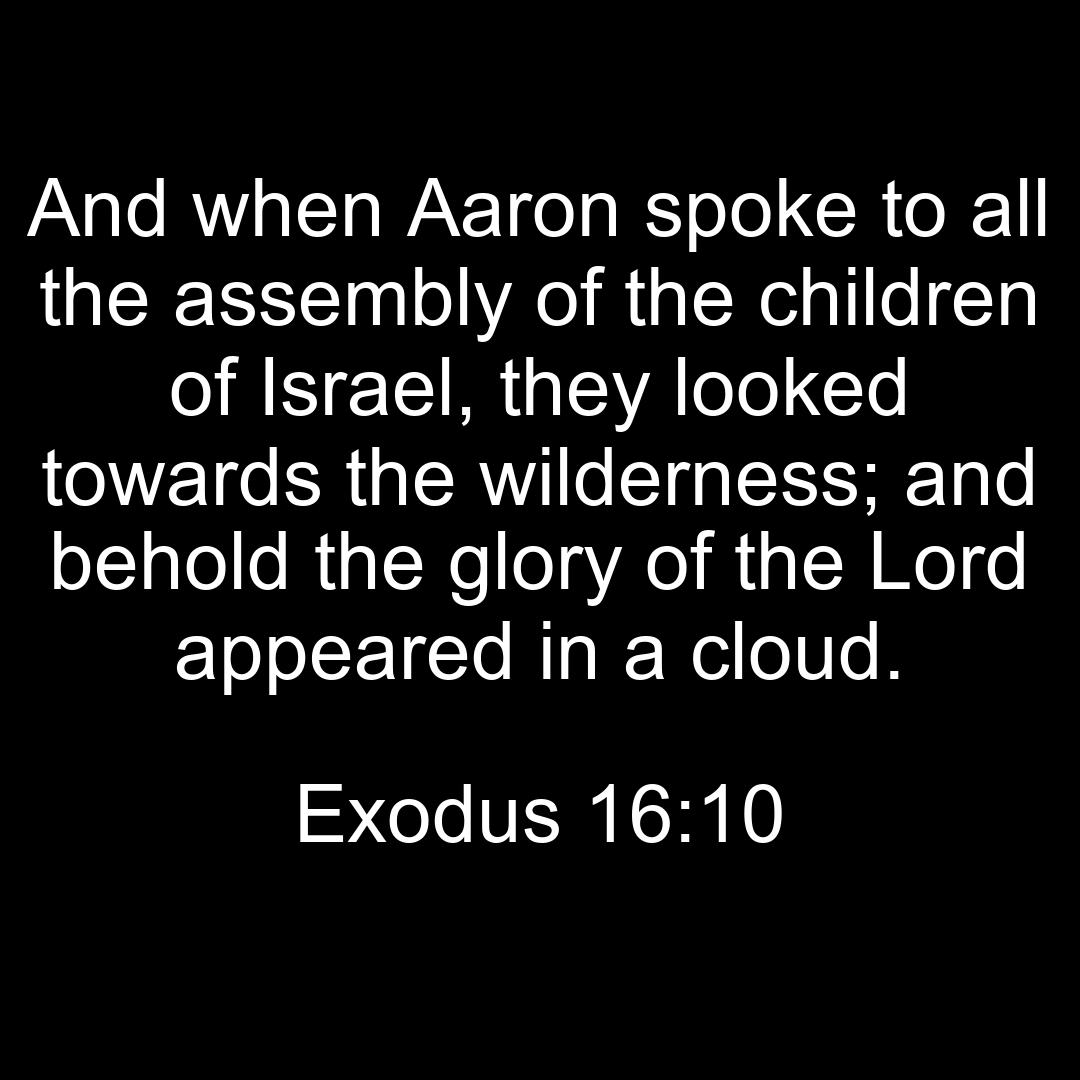 And when Aaron spoke to all
the assembly of the children
of Israel, they looked
towards the wilderness; and
behold the glory of the Lord
appeared in a cloud.
Exodus 16:10